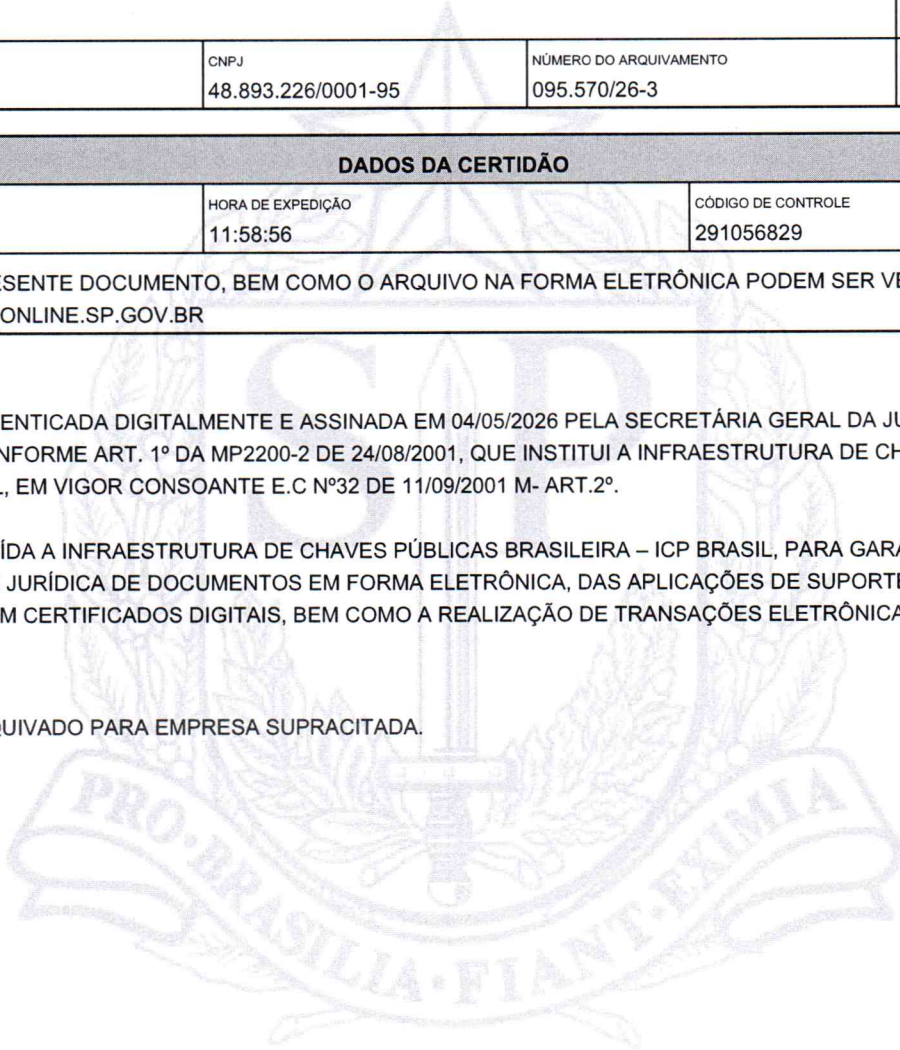 CNPJ
NÚMERO DO ARQUIVAMENTO
48.893.226/0001-95
095.570/26-3
DADOS DA CERTIDÃO
HORA DE EXPEDIÇÃO
CÓDIGO DE CONTROLE
11:58:56
291056829
ESENTE DOCUMENTO, BEM COMO O ARQUIVO NA FORMA ELETRÔNICA PODEM SER VE
ONLINE.SP.GOV.BR
ENTICADA DIGITALMENTE E ASSINADA EM 04/05/2026 PELA SECRETÁRIA GERAL DA JU
NFORME ART. 1º DA MP2200-2 DE 24/08/2001, QUE INSTITUI A INFRAESTRUTURA DE CH
L, EM VIGOR CONSOANTE E.C Nº32 DE 11/09/2001 M- ART.2º.
ÍDA A INFRAESTRUTURA DE CHAVES PÚBLICAS BRASILEIRA – ICP BRASIL, PARA GARA
JURÍDICA DE DOCUMENTOS EM FORMA ELETRÔNICA, DAS APLICAÇÕES DE SUPORTE
M CERTIFICADOS DIGITAIS, BEM COMO A REALIZAÇÃO DE TRANSAÇÕES ELETRÔNICA
QUIVADO PARA EMPRESA SUPRACITADA.
SP
PRO·BRASILIA·FIANT·EXIMIA